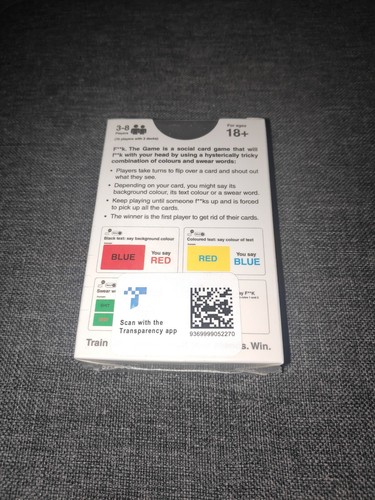 3-8
Players
For ages
18+
F**k. The Game is a social card game that will
f**k with your head by using a hysterically tricky
combination of colours and swear words:
• Players take turns to flip over a card and shout out
what they see.
• Depending on your card, you might say its
background colour, its text colour or a swear word.
• Keep playing until someone f**ks up and is forced
to pick up all the cards.
• The winner is the first player to get rid of their cards.
Black text: say background colour
BLUE
You say
RED
Coloured text: say colour of text
YELLOW
RED
You say
BLUE
Swear w
Scan with the
Transparency app
9369999052270
Train
s. Win.